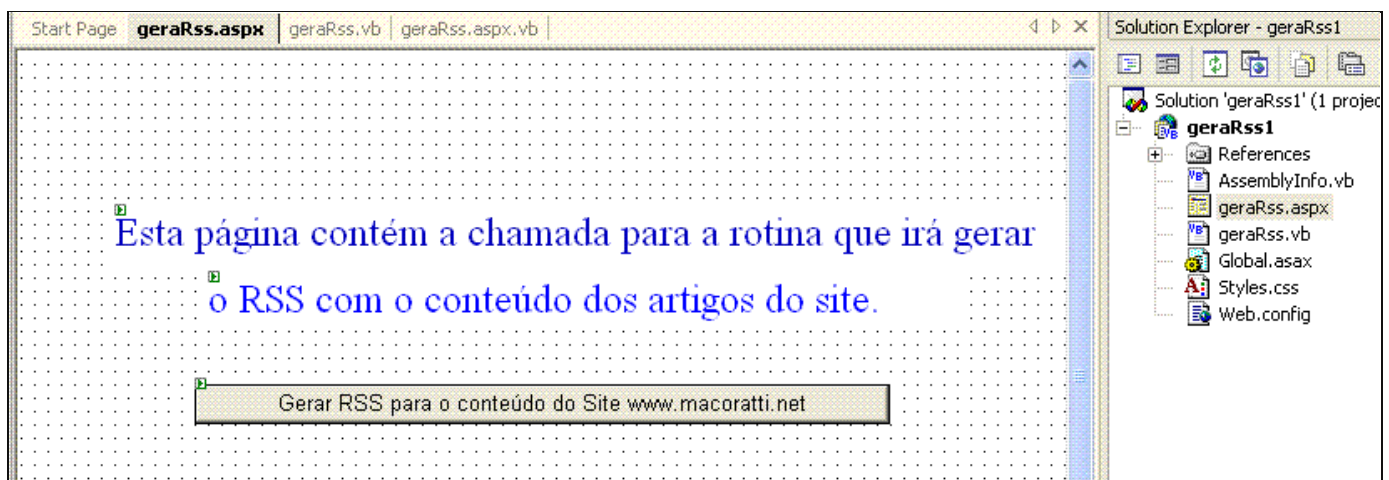 Start Page geraRss.aspx geraRss.vb geraRss.aspx.vb
Esta página contém a chamada para a rotina que irá gerar
o RSS com o conteúdo dos artigos do site.
Gerar RSS para o conteúdo do Site www.macoratti.net
Solution Explorer - geraRss1
Solution 'geraRss1' (1 projec
geraRss1
References
AssemblyInfo.vb
geraRss.aspx
geraRss.vb
Global.asax
Styles.css
Web.config